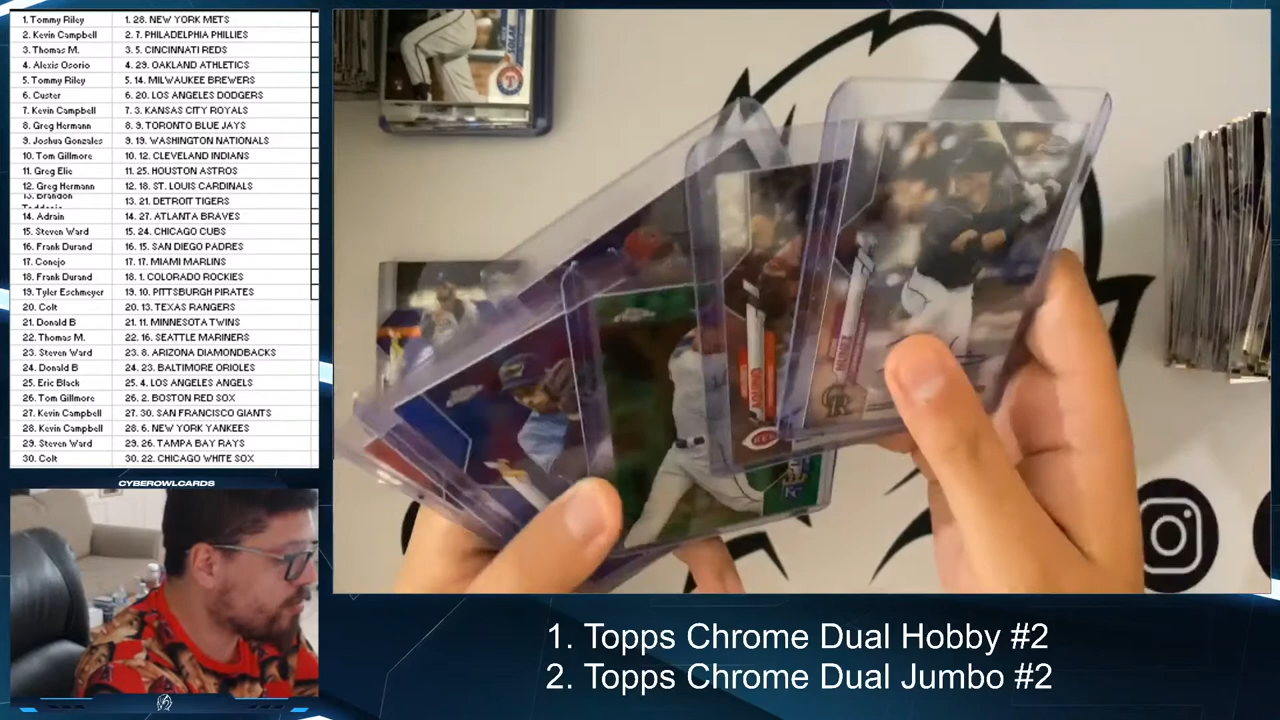 1. Tommy Riley 1. 28. NEW YORK METS
2. Kevin Campbell 2. 7. PHILADELPHIA PHILLIES
3. Thomas M. 3. 5. CINCINNATI REDS
4. Alexis Osorio 4. 29. OAKLAND ATHLETICS
5. Tommy Riley 5. 14. MILWAUKEE BREWERS
6. Custer 6. 20. LOS ANGELES DODGERS
7. Kevin Campbell 7. 3. KANSAS CITY ROYALS
8. Greg Hermann 8. 9. TORONTO BLUE JAYS
9. Joshua Gonzales 9. 19. WASHINGTON NATIONALS
10. Tom Gillmore 10. 12. CLEVELAND INDIANS
11. Greg Elie 11. 25. HOUSTON ASTROS
12. Greg Hermann 12. 18. ST. LOUIS CARDINALS
13. Brandon 13. 21. DETROIT TIGERS
14. Adrain 14. 27. ATLANTA BRAVES
15. Steven Ward 15. 24. CHICAGO CUBS
16. Frank Durand 16. 15. SAN DIEGO PADRES
17. Conejo 17. 17. MIAMI MARLINS
18. Frank Durand 18. 1. COLORADO ROCKIES
19. Tyler Eschmeyer 19. 10. PITTSBURGH PIRATES
20. Colt 20. 13. TEXAS RANGERS
21. Donald B 21. 11. MINNESOTA TWINS
22. Thomas M. 22. 16. SEATTLE MARINERS
23. Steven Ward 23. 8. ARIZONA DIAMONDBACKS
24. Donald B 24. 23. BALTIMORE ORIOLES
25. Eric Black 25. 4. LOS ANGELES ANGELS
26. Tom Gillmore 26. 2. BOSTON RED SOX
27. Kevin Campbell 27. 30. SAN FRANCISCO GIANTS
28. Kevin Campbell 28. 6. NEW YORK YANKEES
29. Steven Ward 29. 26. TAMPA BAY RAYS
30. Colt 30. 22. CHICAGO WHITE SOX
CYBEROWLCARDS
SOLAK
AQUINO
NUNEZ
1. Topps Chrome Dual Hobby #2
2. Topps Chrome Dual Jumbo #2